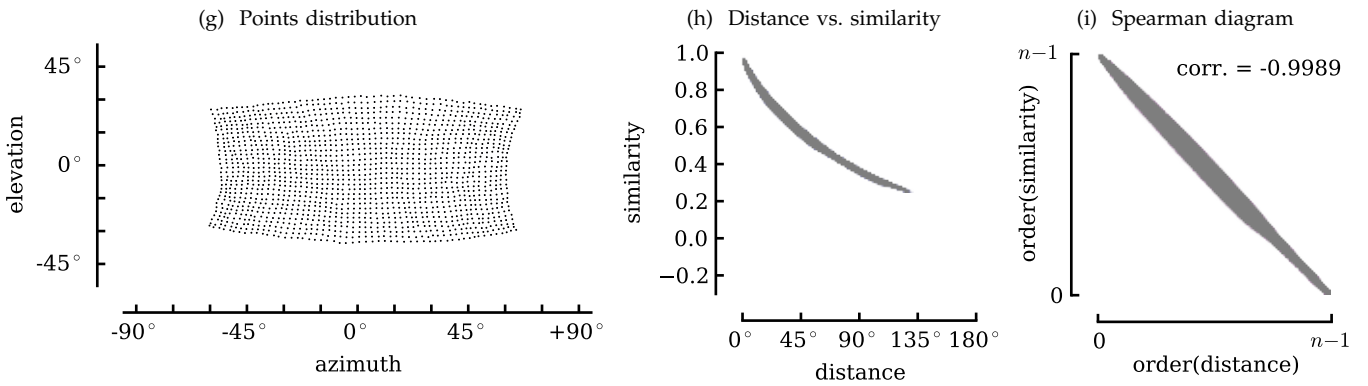 (g) Points distribution
45°
0°
-45°
elevation
-90°
-45°
0°
45°
+90°
azimuth
(h) Distance vs. similarity
1.0
0.8
0.6
0.4
0.2
0.0
−0.2
similarity
0°
45°
90°
135°
180°
distance
(i) Spearman diagram
corr. = -0.9989
n−1
0
order(similarity)
0
n−1
order(distance)